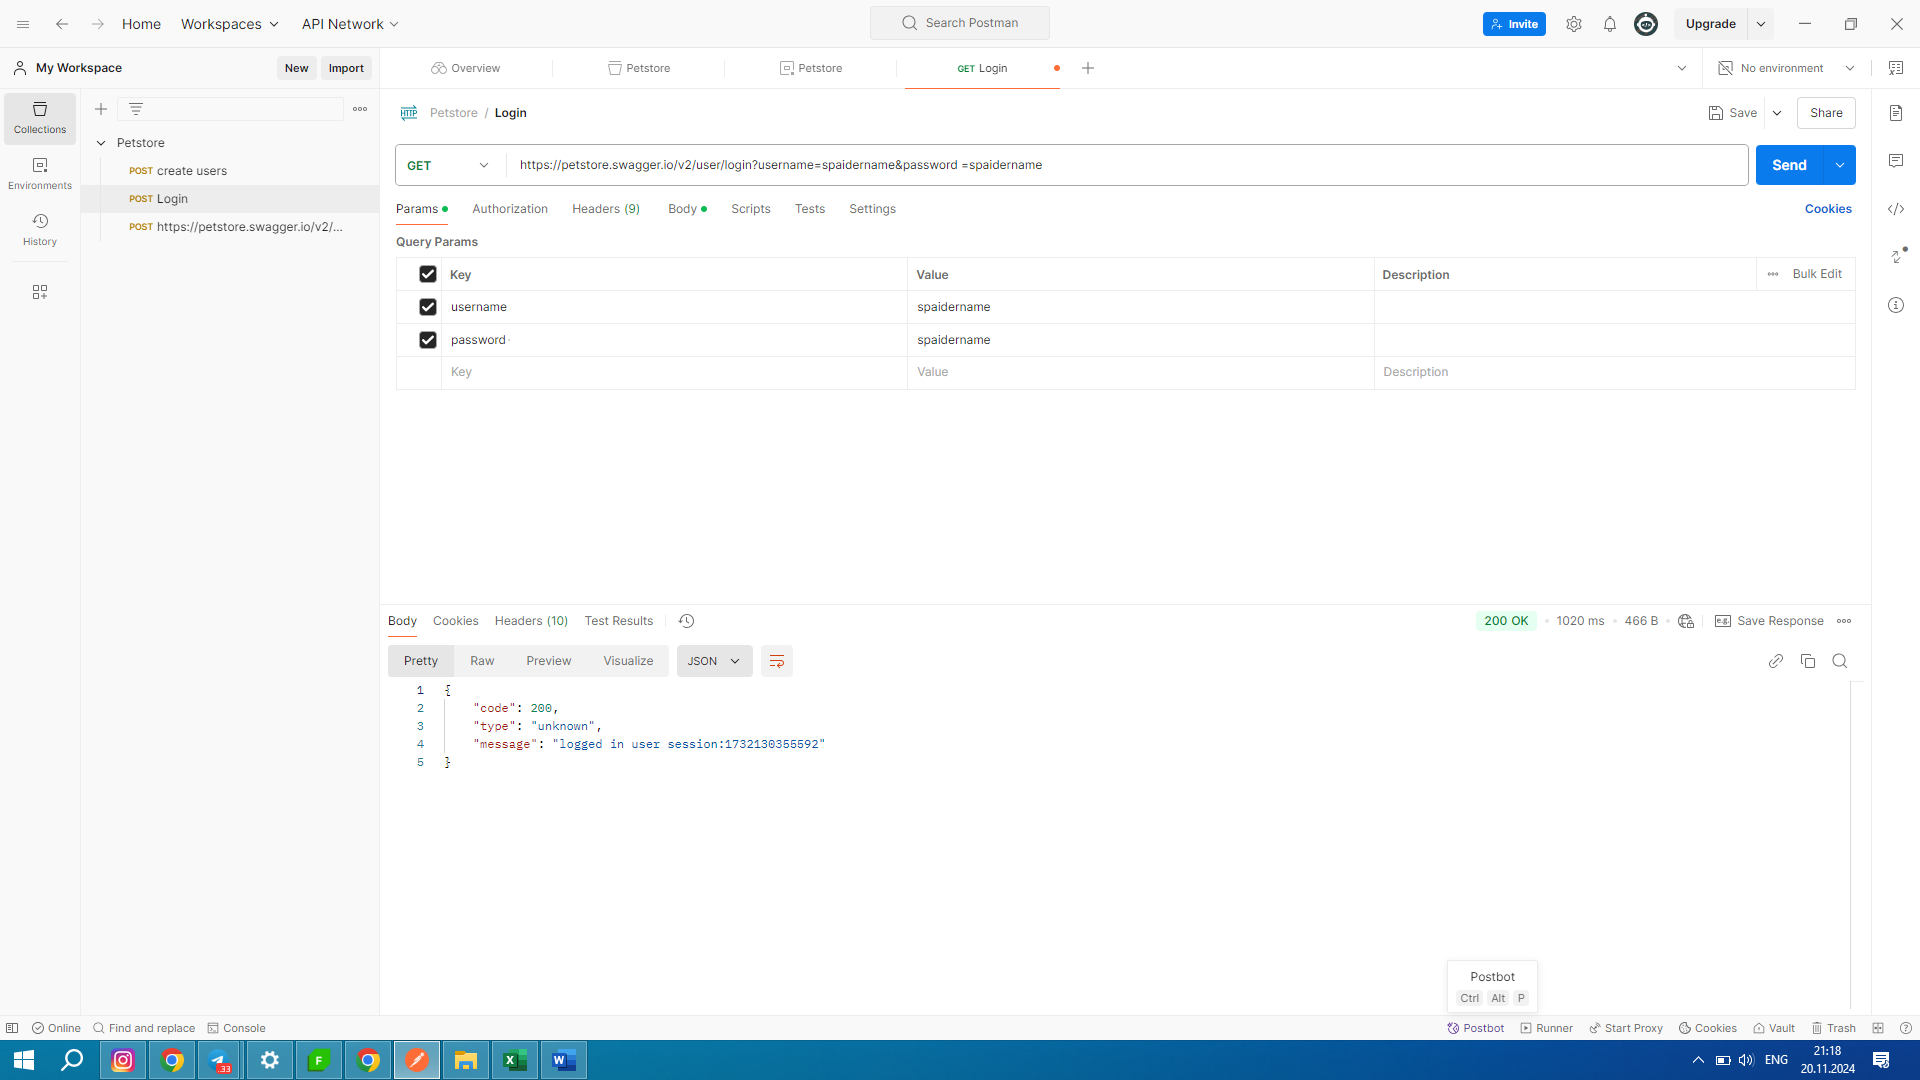 Home Workspaces API Network Search Postman Invite Upgrade
My Workspace New Import Overview Petstore Petstore GET Login No environment
Collections
Environments
History
Petstore
POST create users
POST Login
POST https://petstore.swagger.io/v2/...
HTTP Petstore / Login Save Share
GET https://petstore.swagger.io/v2/user/login?username=spaidername&password =spaidername Send
Params Authorization Headers (9) Body Scripts Tests Settings Cookies
Query Params
Key Value Description Bulk Edit
username spaidername
password spaidername
Key Value Description
Body Cookies Headers (10) Test Results 200 OK 1020 ms 466 B e.g. Save Response
Pretty Raw Preview Visualize JSON
1 {
2 "code": 200,
3 "type": "unknown",
4 "message": "logged in user session:1732130355592"
5 }
Postbot
Ctrl Alt P
Online Find and replace Console Postbot Runner Start Proxy Cookies Vault Trash
33 F X W ENG 21:18
20.11.2024